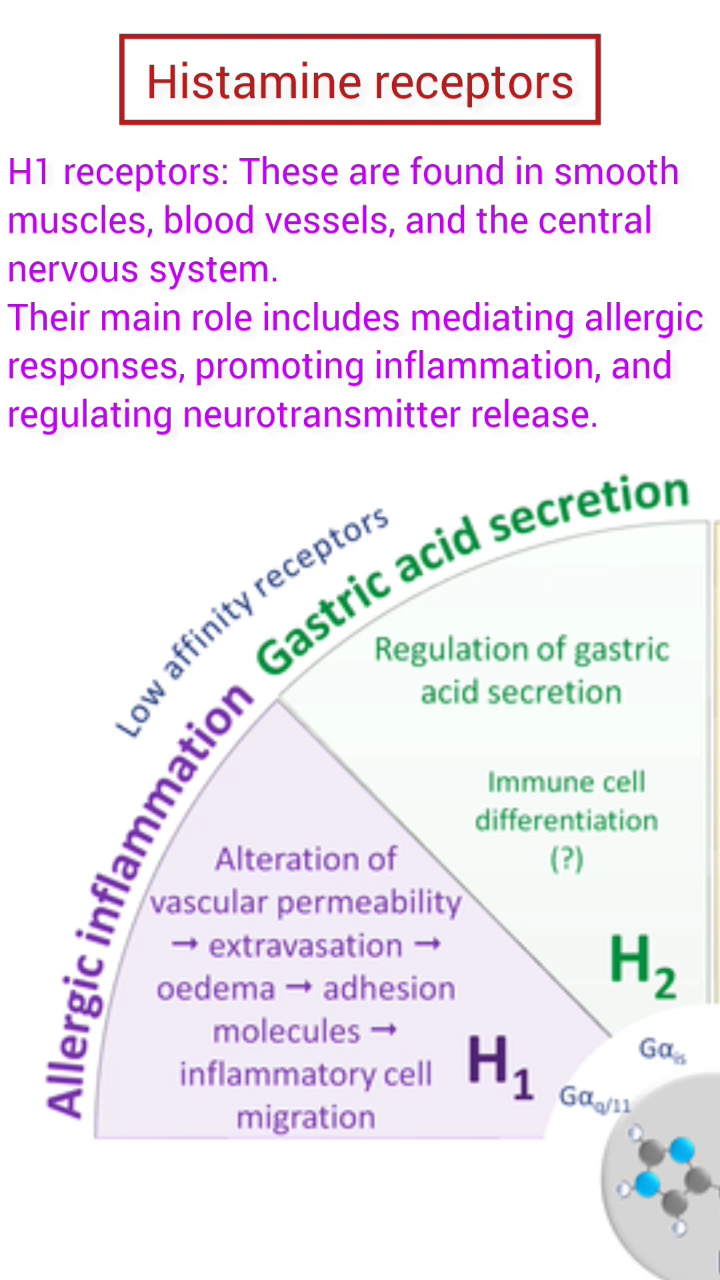 Histamine receptors
H1 receptors: These are found in smooth
muscles, blood vessels, and the central
nervous system.
Their main role includes mediating allergic
responses, promoting inflammation, and
regulating neurotransmitter release.
Low affinity receptors
Gastric acid secretion
Regulation of gastric
acid secretion
Immune cell
differentiation
(?)
H2
Gαis
Allergic inflammation
Alteration of
vascular permeability
→ extravasation →
oedema → adhesion
molecules →
inflammatory cell
migration
H1
Gαq/11